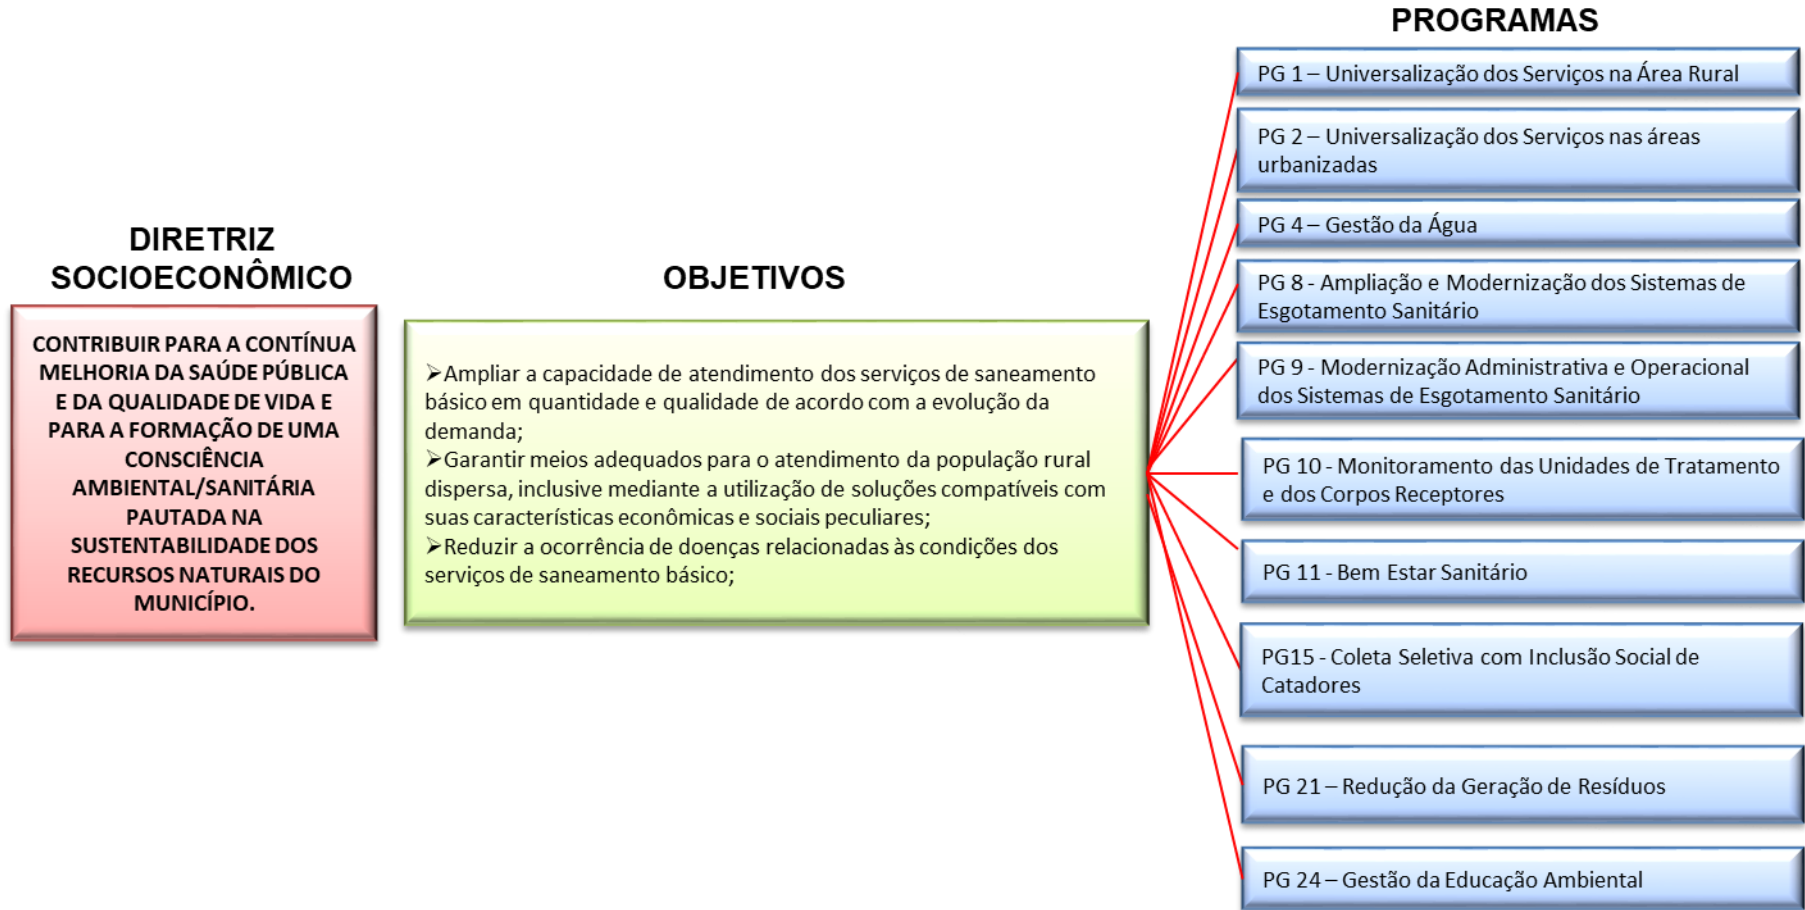 DIRETRIZ
SOCIOECONÔMICO
CONTRIBUIR PARA A CONTÍNUA
MELHORIA DA SAÚDE PÚBLICA
E DA QUALIDADE DE VIDA E
PARA A FORMAÇÃO DE UMA
CONSCIÊNCIA
AMBIENTAL/SANITÁRIA
PAUTADA NA
SUSTENTABILIDADE DOS
RECURSOS NATURAIS DO
MUNICÍPIO.
OBJETIVOS
➢Ampliar a capacidade de atendimento dos serviços de saneamento
básico em quantidade e qualidade de acordo com a evolução da
demanda;
➢Garantir meios adequados para o atendimento da população rural
dispersa, inclusive mediante a utilização de soluções compatíveis com
suas características econômicas e sociais peculiares;
➢Reduzir a ocorrência de doenças relacionadas às condições dos
serviços de saneamento básico;
PROGRAMAS
PG 1 – Universalização dos Serviços na Área Rural
PG 2 – Universalização dos Serviços nas áreas
urbanizadas
PG 4 – Gestão da Água
PG 8 - Ampliação e Modernização dos Sistemas de
Esgotamento Sanitário
PG 9 - Modernização Administrativa e Operacional
dos Sistemas de Esgotamento Sanitário
PG 10 - Monitoramento das Unidades de Tratamento
e dos Corpos Receptores
PG 11 - Bem Estar Sanitário
PG15 - Coleta Seletiva com Inclusão Social de
Catadores
PG 21 – Redução da Geração de Resíduos
PG 24 – Gestão da Educação Ambiental